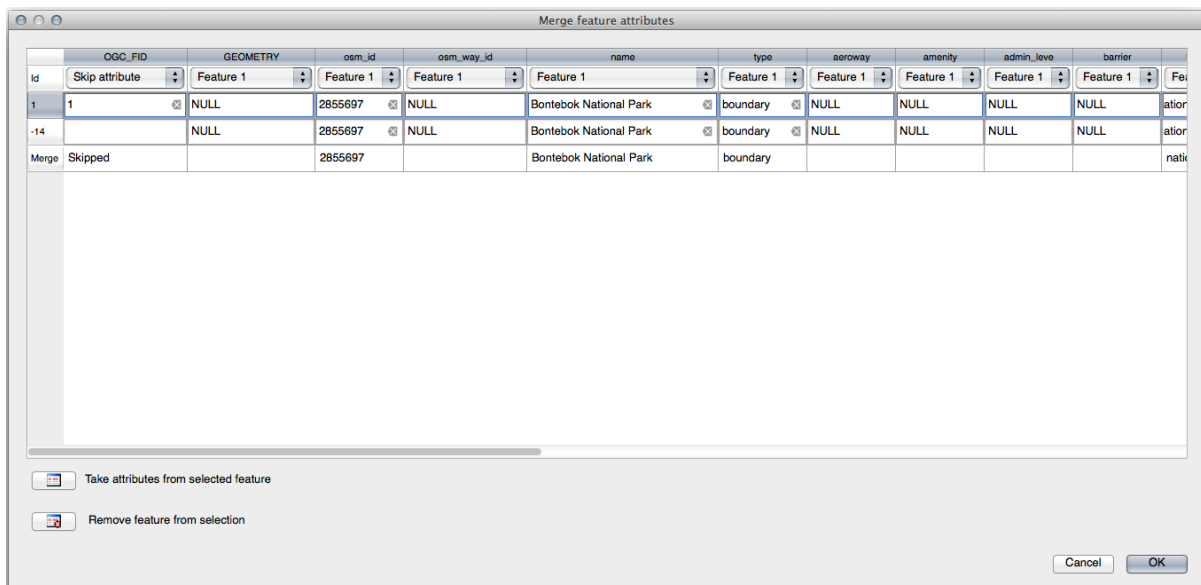 Merge feature attributes
OGC_FID GEOMETRY osm_id osm_way_id name type aeroway amenity admin_leve barrier
Id Skip attribute Feature 1 Feature 1 Feature 1 Feature 1 Feature 1 Feature 1 Feature 1 Feature 1 Feature 1 Fea
1 1 NULL 2855697 NULL Bontebok National Park boundary NULL NULL NULL NULL ation
-14 NULL 2855697 NULL Bontebok National Park boundary NULL NULL NULL NULL ation
Merge Skipped 2855697 Bontebok National Park boundary natio
Take attributes from selected feature
Remove feature from selection
Cancel OK